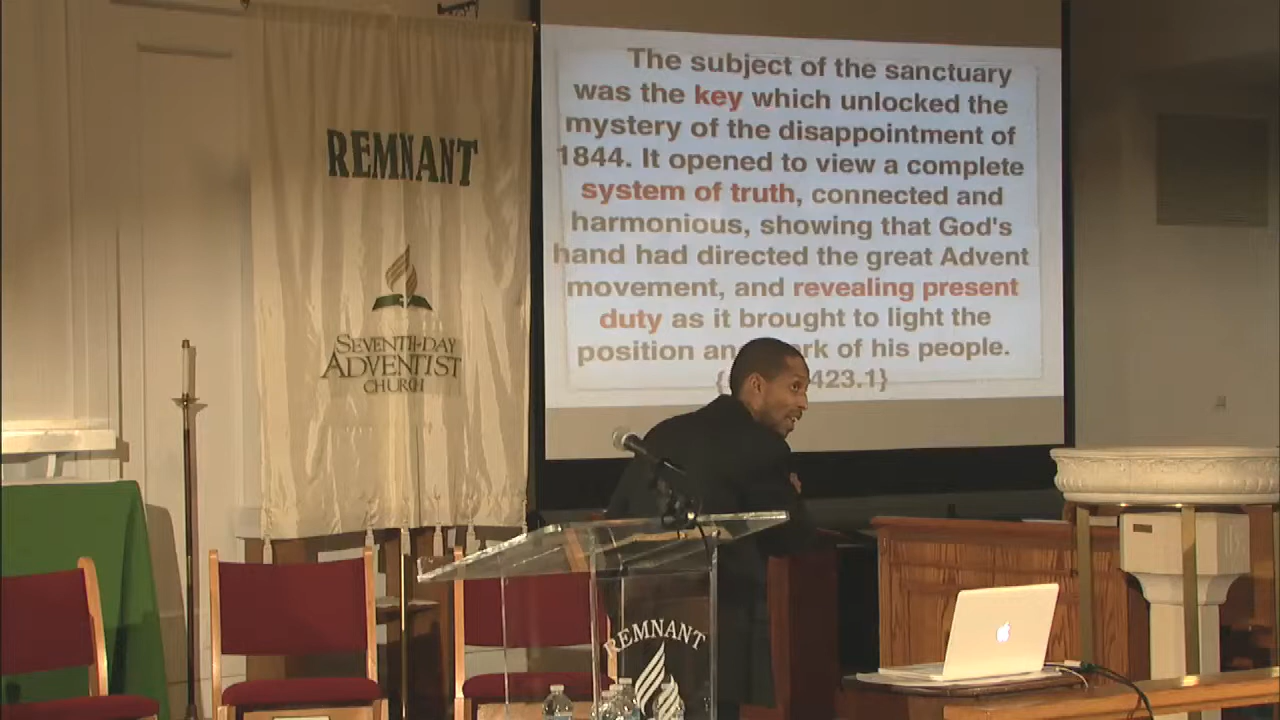 REMNANT
SEVENTH-DAY
ADVENTIST
CHURCH
The subject of the sanctuary
was the key which unlocked the
mystery of the disappointment of
1844. It opened to view a complete
system of truth, connected and
harmonious, showing that God's
hand had directed the great Advent
movement, and revealing present
duty as it brought to light the
position of his people.
423.1}
REMNANT